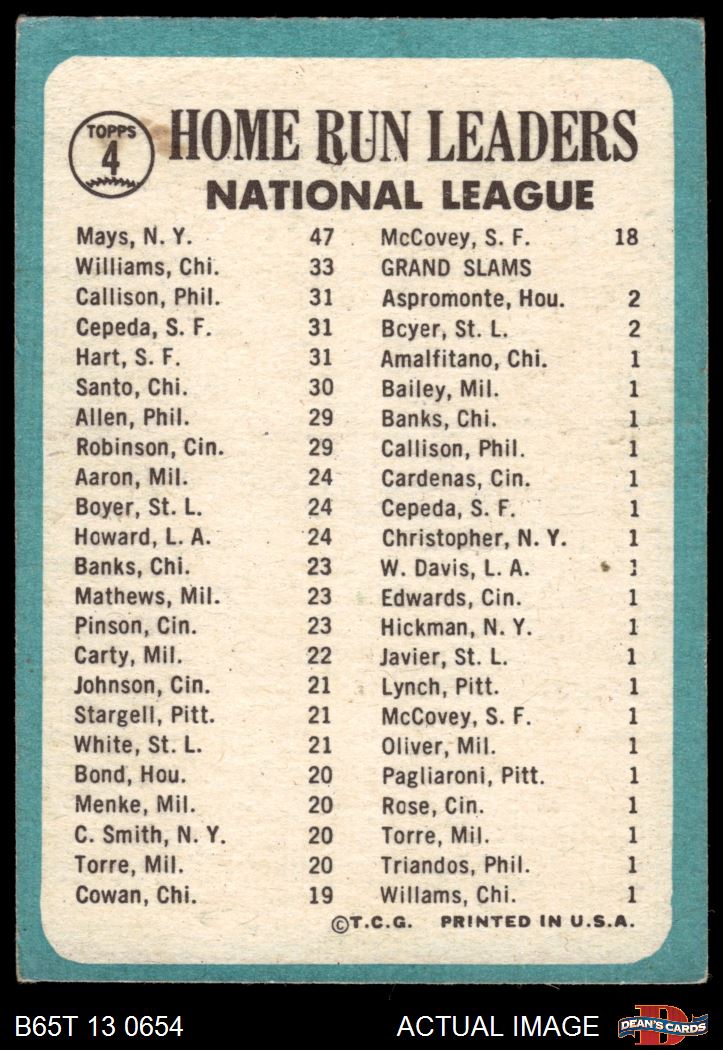 TOPPS
4
HOME RUN LEADERS
NATIONAL LEAGUE
Mays, N. Y. 47
Williams, Chi. 33
Callison, Phil. 31
Cepeda, S. F. 31
Hart, S. F. 31
Santo, Chi. 30
Allen, Phil. 29
Robinson, Cin. 29
Aaron, Mil. 24
Boyer, St. L. 24
Howard, L. A. 24
Banks, Chi. 23
Mathews, Mil. 23
Pinson, Cin. 23
Carty, Mil. 22
Johnson, Cin. 21
Stargell, Pitt. 21
White, St. L. 21
Bond, Hou. 20
Menke, Mil. 20
C. Smith, N. Y. 20
Torre, Mil. 20
Cowan, Chi. 19
McCovey, S. F. 18
GRAND SLAMS
Aspromonte, Hou. 2
Boyer, St. L. 2
Amalfitano, Chi. 1
Bailey, Mil. 1
Banks, Chi. 1
Callison, Phil. 1
Cardenas, Cin. 1
Cepeda, S. F. 1
Christopher, N. Y. 1
W. Davis, L. A. 1
Edwards, Cin. 1
Hickman, N. Y. 1
Javier, St. L. 1
Lynch, Pitt. 1
McCovey, S. F. 1
Oliver, Mil. 1
Pagliaroni, Pitt. 1
Rose, Cin. 1
Torre, Mil. 1
Triandos, Phil. 1
Willams, Chi. 1
©T.C.G. PRINTED IN U.S.A.
B65T 13 0654
ACTUAL IMAGE
D
DEAN'S CARDS